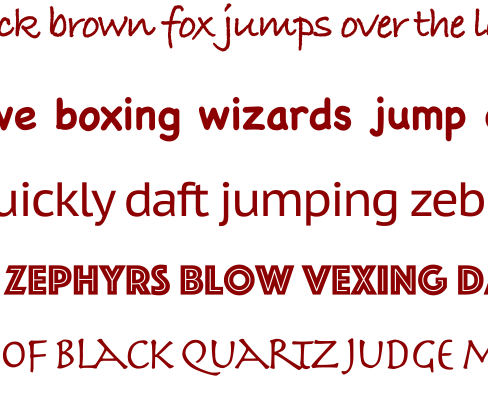 ck brown fox jumps over the l
ve boxing wizards jump
uickly daft jumping zeb
ZEPHYRS BLOW VEXING D
OF BLACK QUARTZ JUDGE M